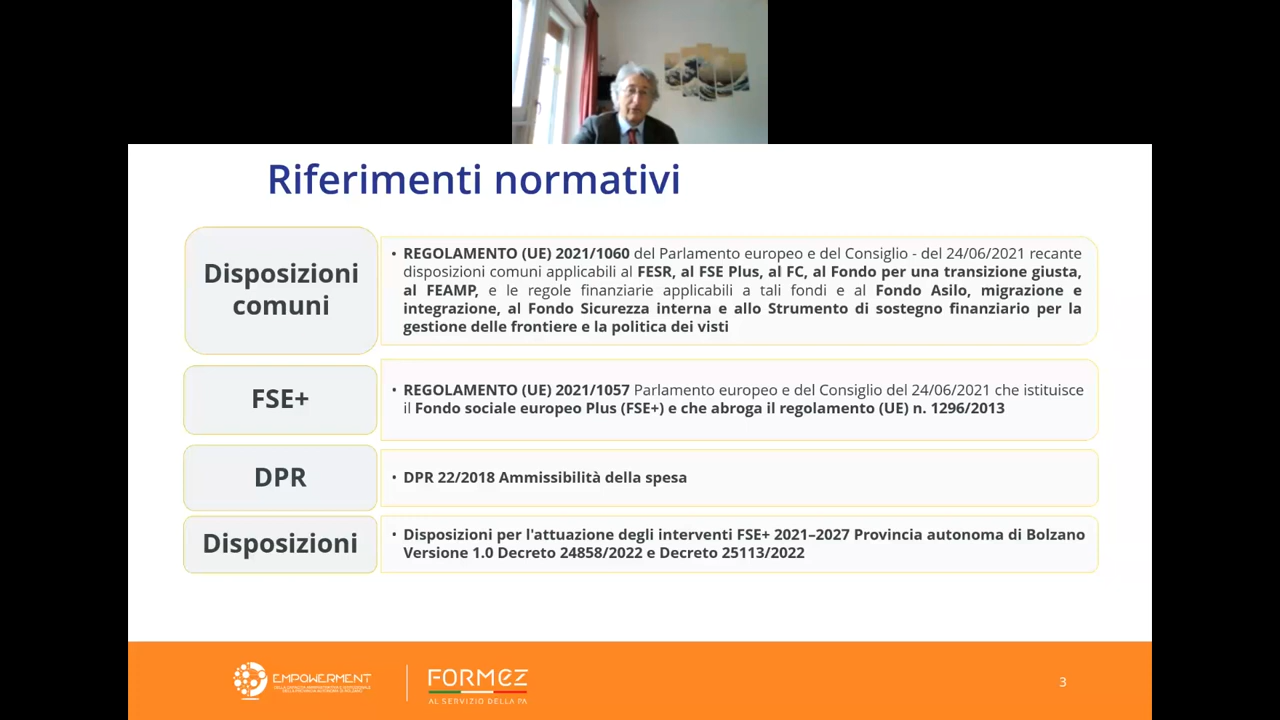 Riferimenti normativi
Disposizioni
comuni
• REGOLAMENTO (UE) 2021/1060 del Parlamento europeo e del Consiglio - del 24/06/2021 recante
disposizioni comuni applicabili al FESR, al FSE Plus, al FC, al Fondo per una transizione giusta,
al FEAMP, e le regole finanziarie applicabili a tali fondi e al Fondo Asilo, migrazione e
integrazione, al Fondo Sicurezza interna e allo Strumento di sostegno finanziario per la
gestione delle frontiere e la politica dei visti
FSE+
• REGOLAMENTO (UE) 2021/1057 Parlamento europeo e del Consiglio del 24/06/2021 che istituisce
il Fondo sociale europeo Plus (FSE+) e che abroga il regolamento (UE) n. 1296/2013
DPR
• DPR 22/2018 Ammissibilità della spesa
Disposizioni
• Disposizioni per l'attuazione degli interventi FSE+ 2021–2027 Provincia autonoma di Bolzano
Versione 1.0 Decreto 24858/2022 e Decreto 25113/2022
EMPOWERMENT
FORMEZ
AL SERVIZIO DELLA PA
3